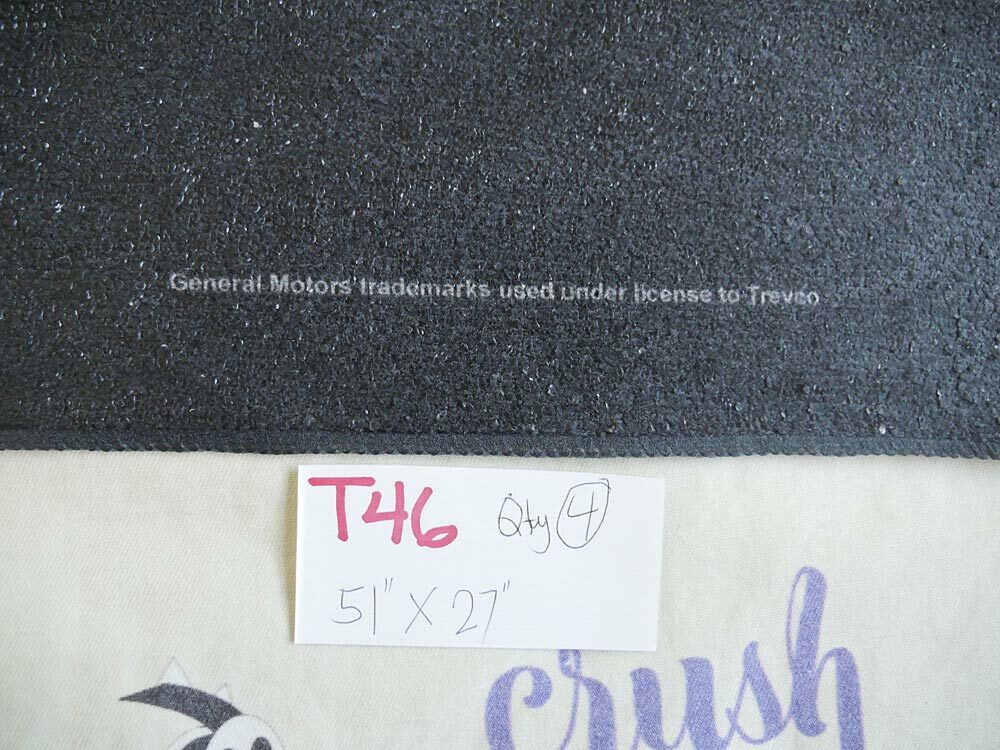 General Motors trademarks used under license to Trevco
T46 Qty 4
51" X 27"
crush